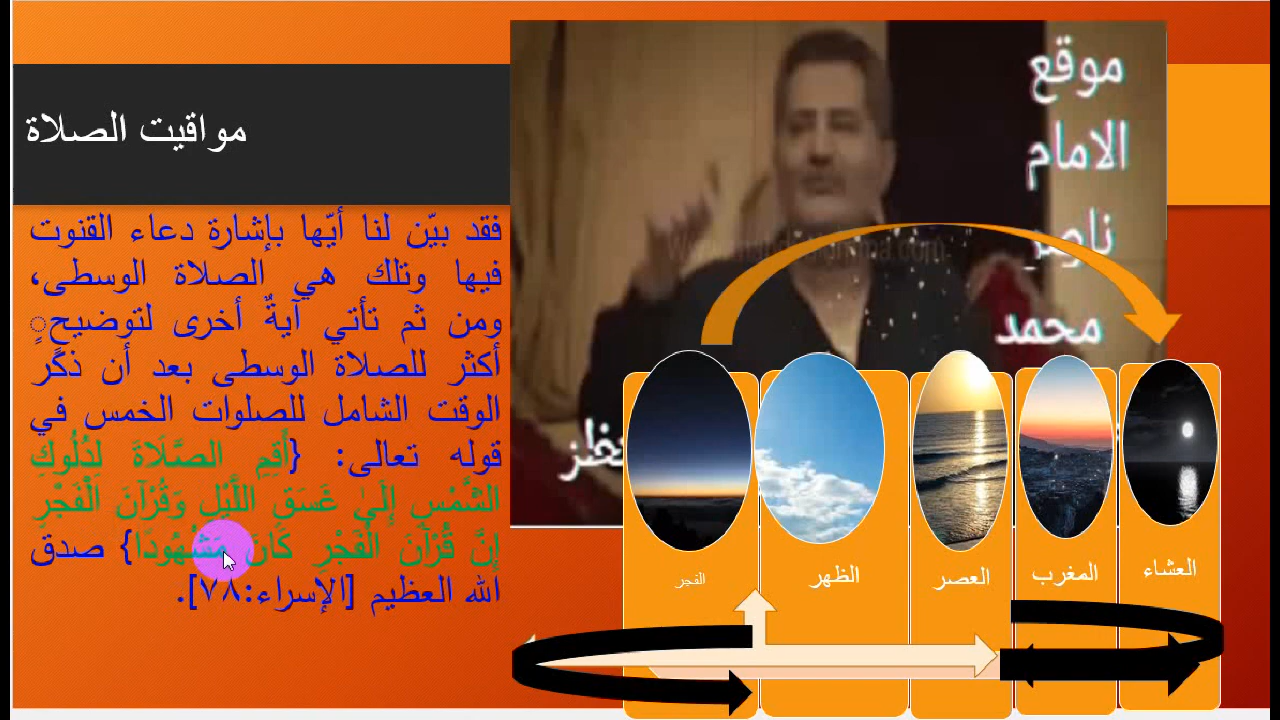 مواقيت الصلاة
فقد بيّن لنا أيّها بإشارة دعاء القنوت
فيها وتلك هي الصلاة الوسطى،
ومن ثم تأتي آيةٌ أخرى لتوضيحٍ
أكثر للصلاة الوسطى بعد أن ذكر
الوقت الشامل للصلوات الخمس في
قوله تعالى: {أَقِمِ الصَّلَاةَ لِدُلُوكِ
الشَّمْسِ إِلَىٰ غَسَقِ اللَّيْلِ وَقُرْآنَ الْفَجْرِ
إِنَّ قُرْآنَ الْفَجْرِ كَانَ مَشْهُودًا} صدق
الله العظيم [الإسراء:٧٨].
موقع
الامام
ناصر
محمد
الفجر
الظهر
العصر
المغرب
العشاء